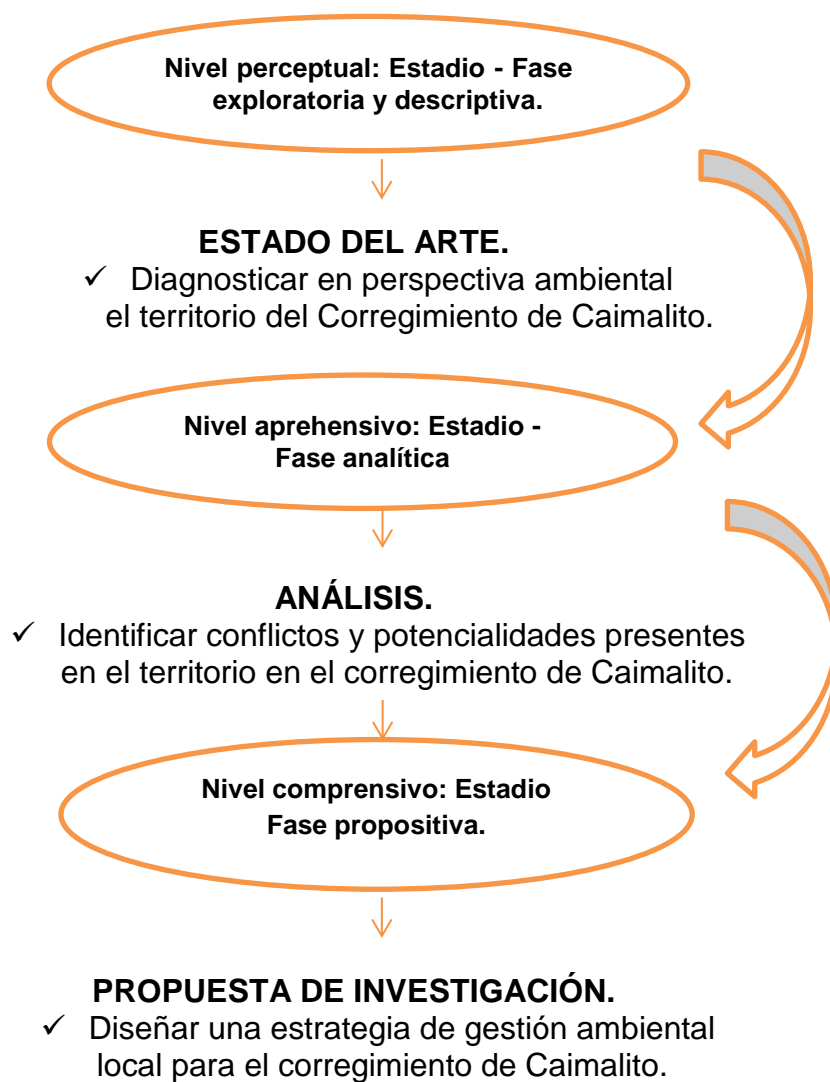 Nivel perceptual: Estadio - Fase
exploratoria y descriptiva.
ESTADO DEL ARTE.
✓ Diagnosticar en perspectiva ambiental
el territorio del Corregimiento de Caimalito.
Nivel aprehensivo: Estadio -
Fase analítica
ANÁLISIS.
✓ Identificar conflictos y potencialidades presentes
en el territorio en el corregimiento de Caimalito.
Nivel comprensivo: Estadio
Fase propositiva.
PROPUESTA DE INVESTIGACIÓN.
✓ Diseñar una estrategia de gestión ambiental
local para el corregimiento de Caimalito.